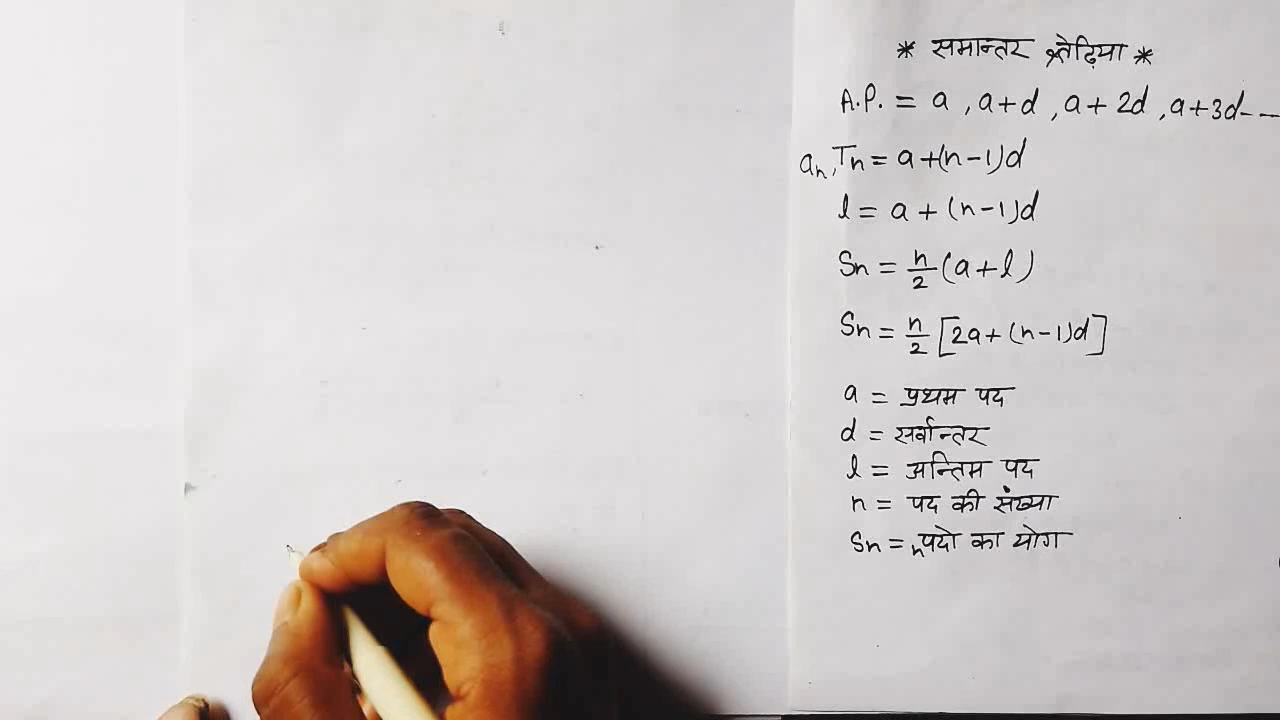 * समान्तर श्रेढ़िया *
A.P. = a , a+d , a+ 2d , a+3d-- --
an, Tn = a+(n-1)d
l = a + (n-1)d
Sn = n/2 (a+l)
Sn = n/2 [2a+(n-1)d]
a = प्रथम पद
d = सर्वान्तर
l = अन्तिम पद
n = पद की संख्या
Sn = n पदो का योग